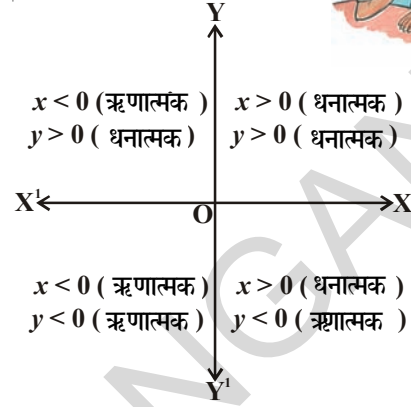 Y
x < 0 (ऋणात्मक )
y > 0 ( धनात्मक )
x > 0 ( धनात्मक )
y > 0 ( धनात्मक )
X¹
O
X
x < 0 ( ऋणात्मक )
y < 0 ( ऋणात्मक )
x > 0 ( धनात्मक )
y < 0 ( ऋणात्मक )
Y¹